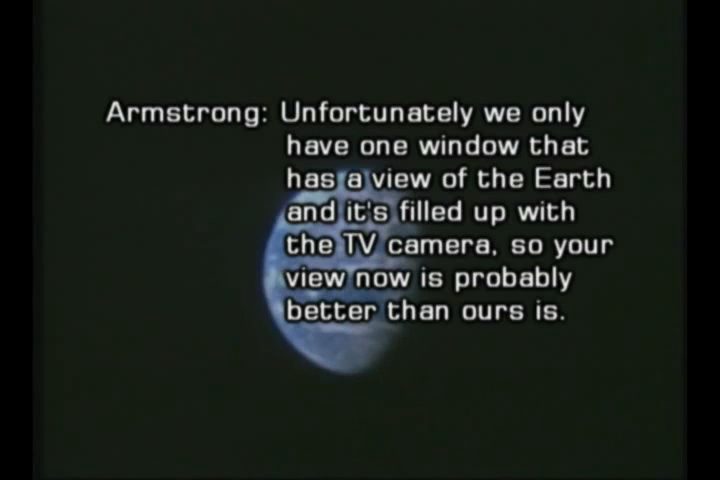 Armstrong: Unfortunately we only
have one window that
has a view of the Earth
and it's filled up with
the TV camera, so your
view now is probably
better than ours is.